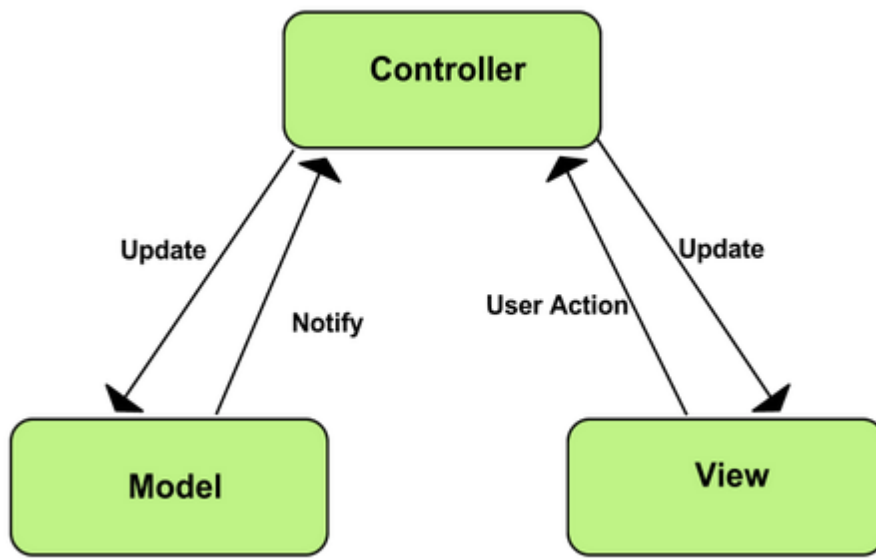 Controller
Update
Update
User Action
Notify
Model
View